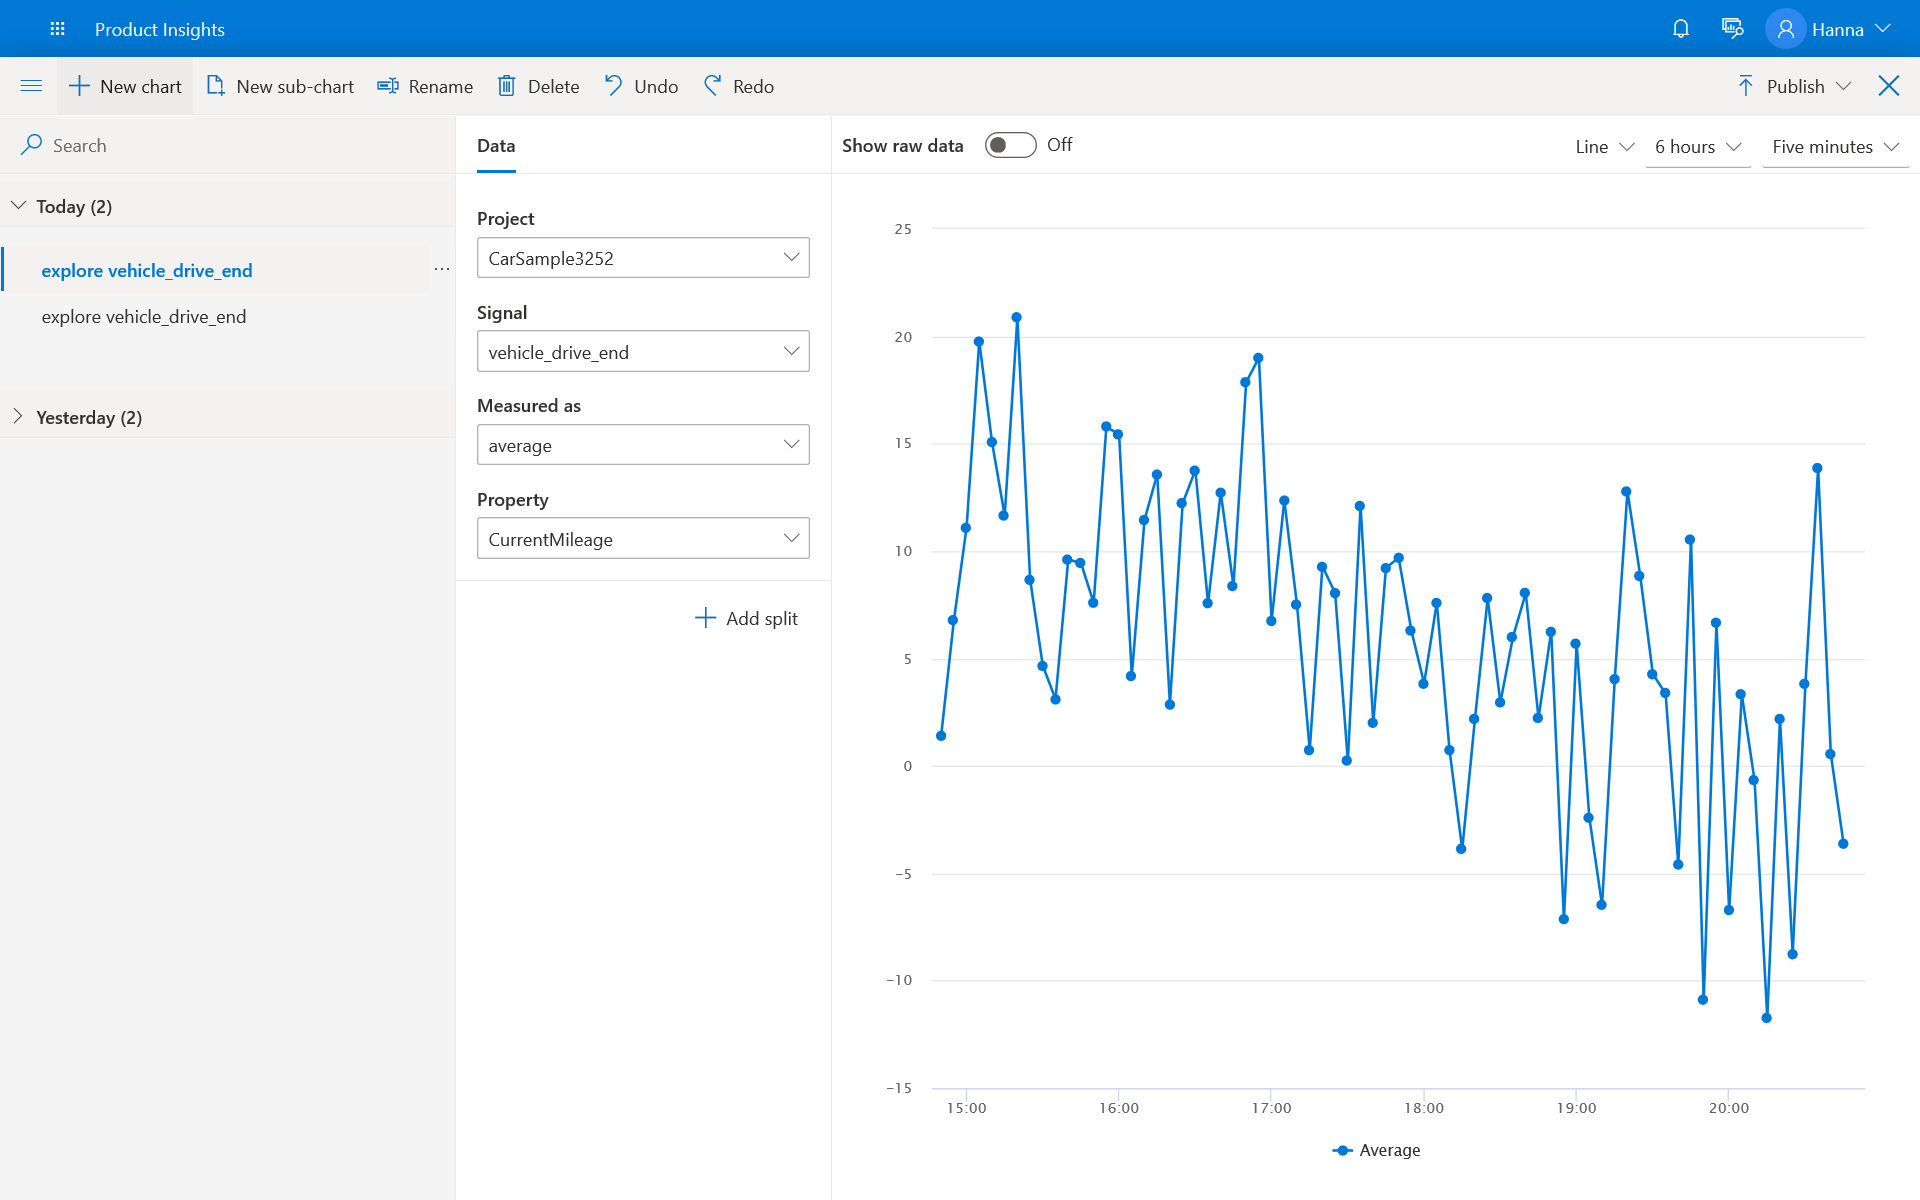 Product Insights
Hanna
New chart
New sub-chart
Rename
Delete
Undo
Redo
Publish
Search
Today (2)
explore vehicle_drive_end
...
explore vehicle_drive_end
Yesterday (2)
Data
Project
CarSample3252
Signal
vehicle_drive_end
Measured as
average
Property
CurrentMileage
Add split
Show raw data
Off
Line
6 hours
Five minutes
25
20
15
10
5
0
−5
−10
−15
15:00
16:00
17:00
18:00
19:00
20:00
Average